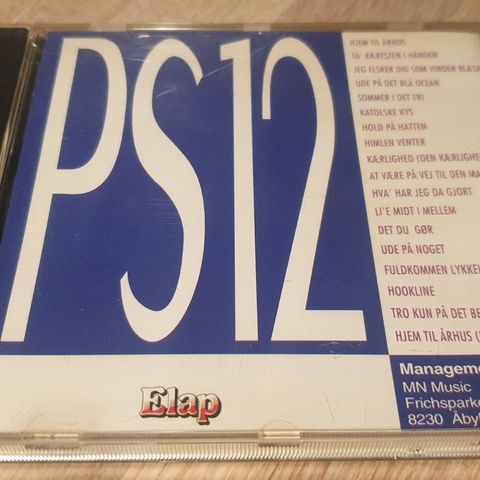 PS12
HJEM TIL ÅRHUS
TA' KÆRESTEN I HÅNDEN
JEG ELSKER DIG SOM VINDEN BLÆSE
UDE PÅ DET BLÅ OCEAN
SOMMER I DET FRI
KATOLSKE KYS
HOLD PÅ HATTEN
HIMLEN VENTER
KÆRLIGHED (DEN KÆRLIGHE
AT VÆRE PÅ VEJ TIL DEN MA
HVA' HAR JEG DA GJORT
LI'E MIDT I MELLEM
DET DU GØR
UDE PÅ NOGET
FULDKOMMEN LYKKE
HOOKLINE
TRO KUN PÅ DET BE
HJEM TIL ÅRHUS (
Elap
Manageme
MN Music
Frichsparke
8230 Åby